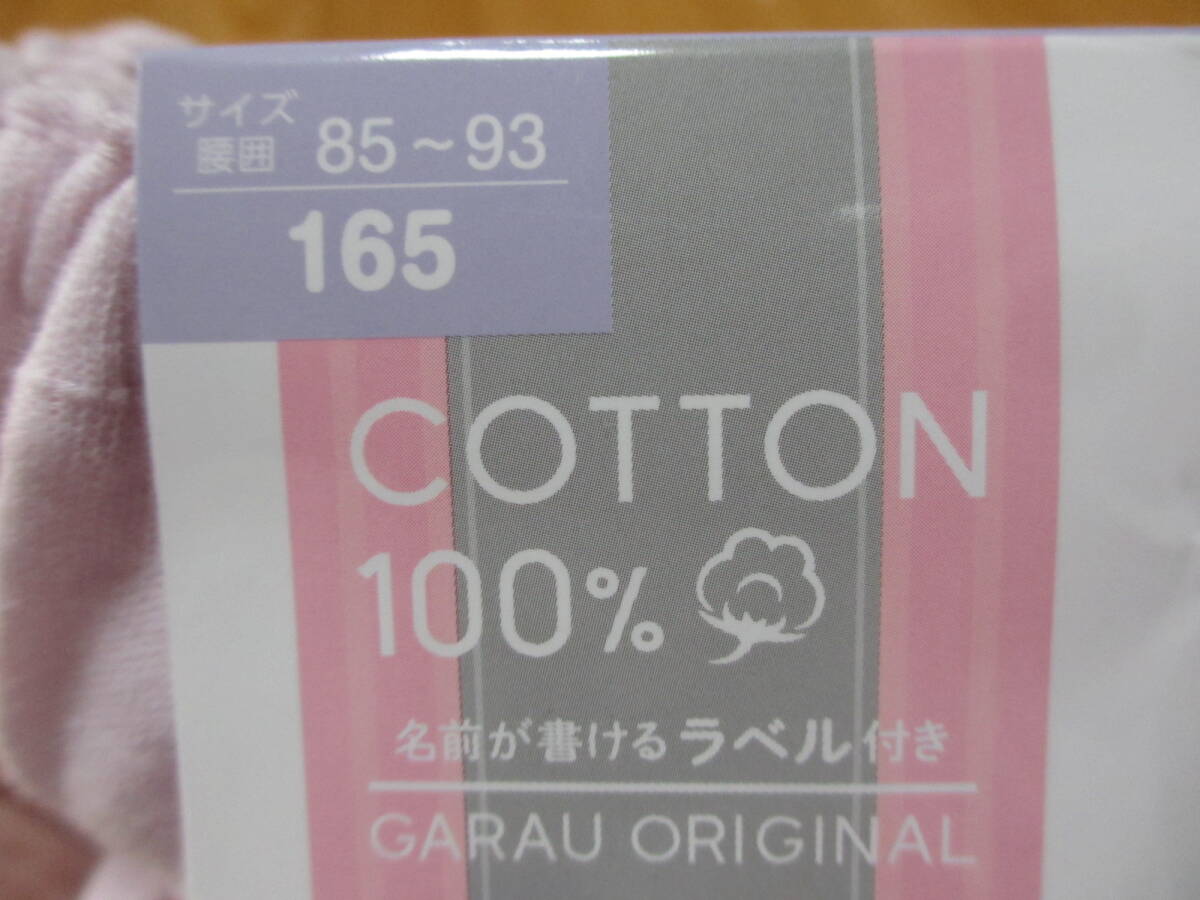 サイズ
腰囲 85～93
165
COTTON
100%
名前が書けるラベル付き
GARAU ORIGINAL